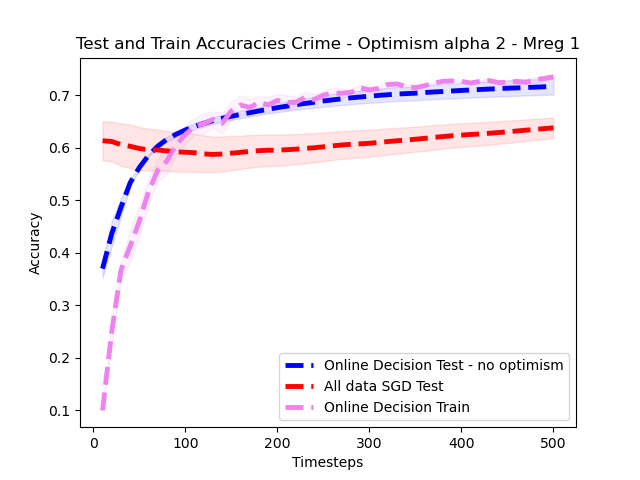 Test and Train Accuracies Crime - Optimism alpha 2 - Mreg 1
Accuracy
0.7
0.6
0.5
0.4
0.3
0.2
0.1
Online Decision Test - no optimism
All data SGD Test
Online Decision Train
0 100 200 300 400 500
Timesteps